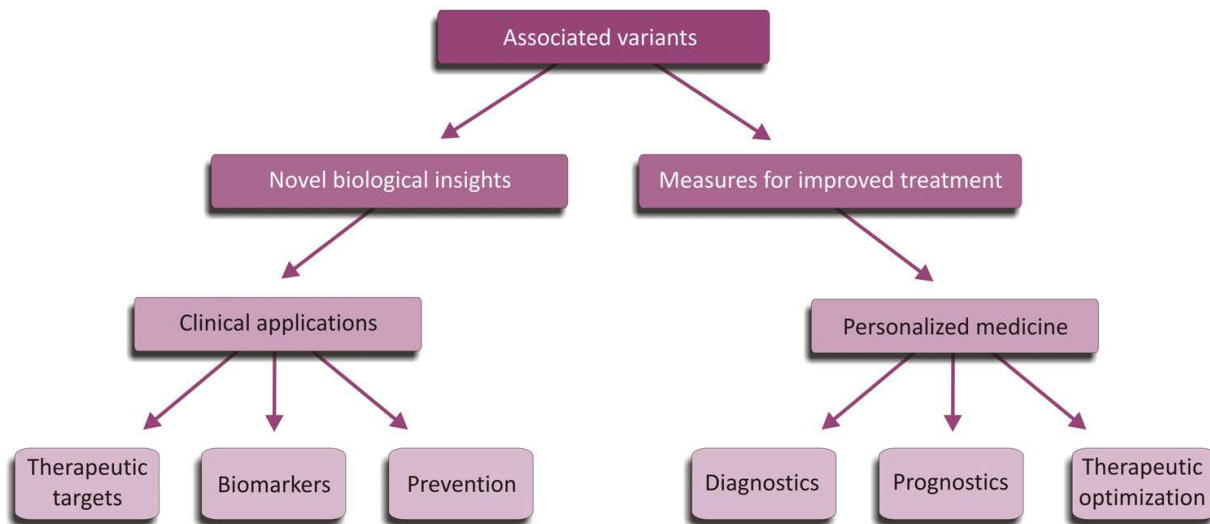 Associated variants
Novel biological insights
Measures for improved treatment
Clinical applications
Personalized medicine
Therapeutic
targets
Biomarkers
Prevention
Diagnostics
Prognostics
Therapeutic
optimization